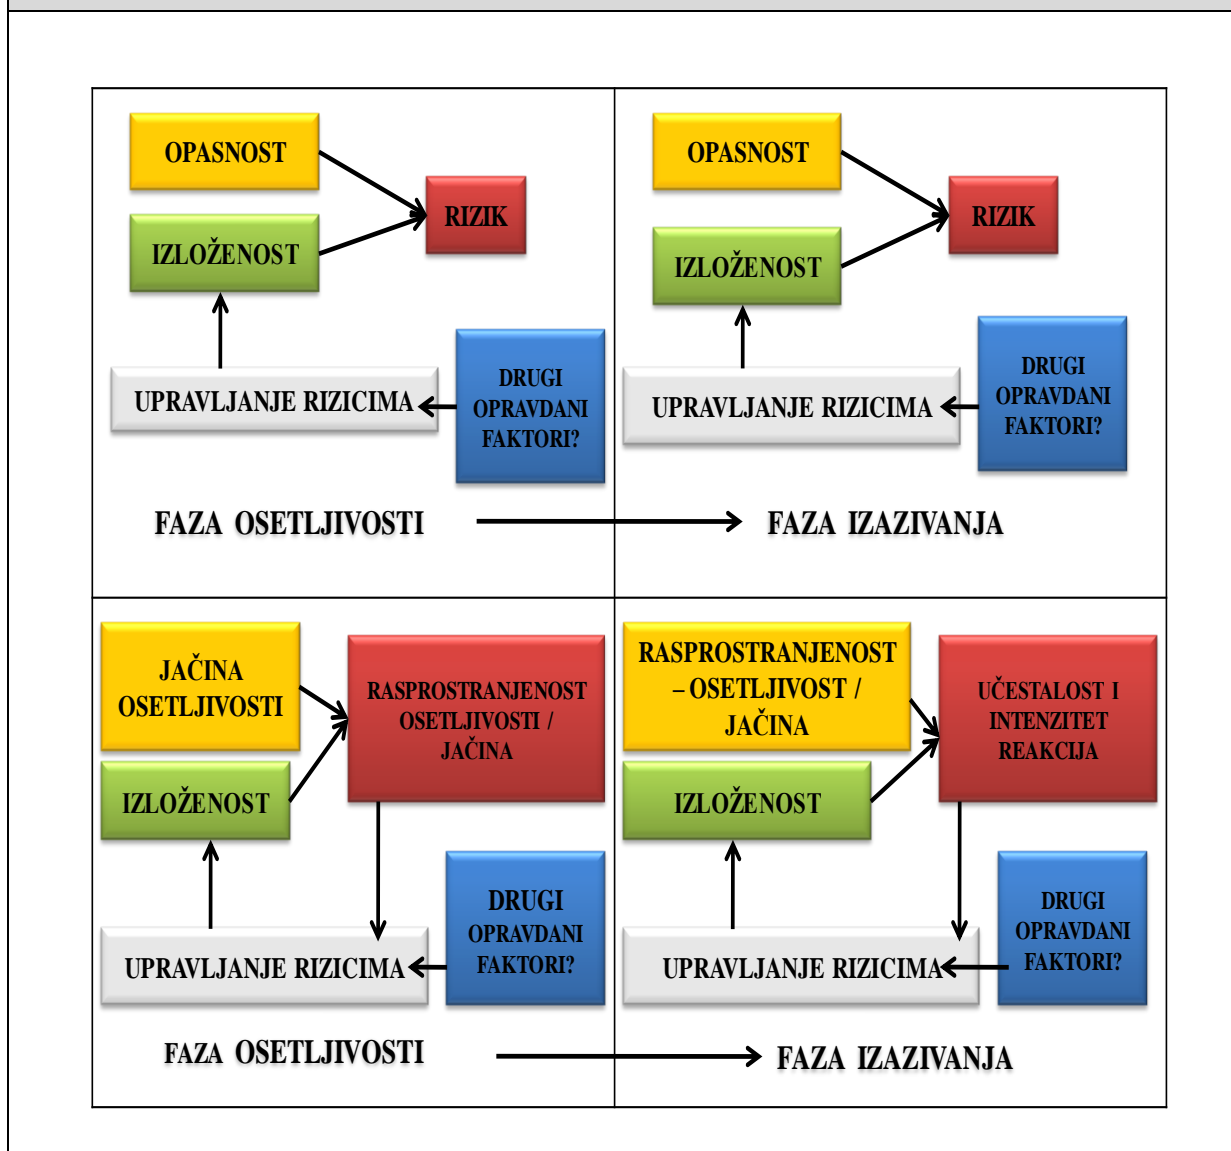 OPASNOST
RIZIK
IZLOŽENOST
UPRAVLJANJE RIZICIMA
DRUGI
OPRAVDANI
FAKTORI?
FAZA OSETLJIVOSTI
OPASNOST
RIZIK
IZLOŽENOST
UPRAVLJANJE RIZICIMA
DRUGI
OPRAVDANI
FAKTORI?
FAZA IZAZIVANJA
JAČINA
OSETLJIVOSTI
RASPROSTRANJENOST
OSETLJIVOSTI /
JAČINA
IZLOŽENOST
UPRAVLJANJE RIZICIMA
DRUGI
OPRAVDANI
FAKTORI?
FAZA OSETLJIVOSTI
RASPROSTRANJENOST
– OSETLJIVOST /
JAČINA
UČESTALOST I
INTENZITET
REAKCIJA
IZLOŽENOST
UPRAVLJANJE RIZICIMA
DRUGI
OPRAVDANI
FAKTORI?
FAZA IZAZIVANJA